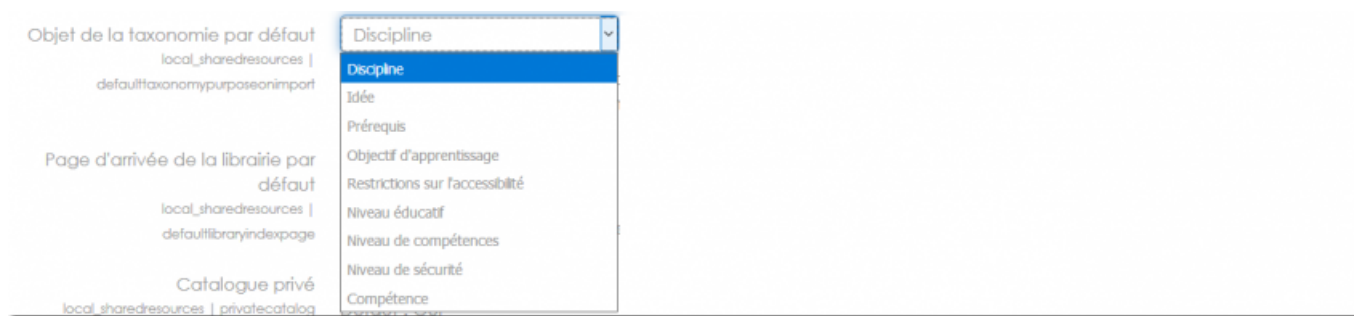 Objet de la taxonomie par défaut
Discipline
local_sharedresources |
defaulttaxonomypurposeonimport
Discipline
Idée
Prérequis
Objectif d'apprentissage
Restrictions sur l'accessibilité
Niveau éducatif
Niveau de compétences
Niveau de sécurité
Compétence
Page d'arrivée de la librairie par
défaut
local_sharedresources |
defaultlibraryindexpage
Catalogue privé
local_sharedresources | privatecatalog